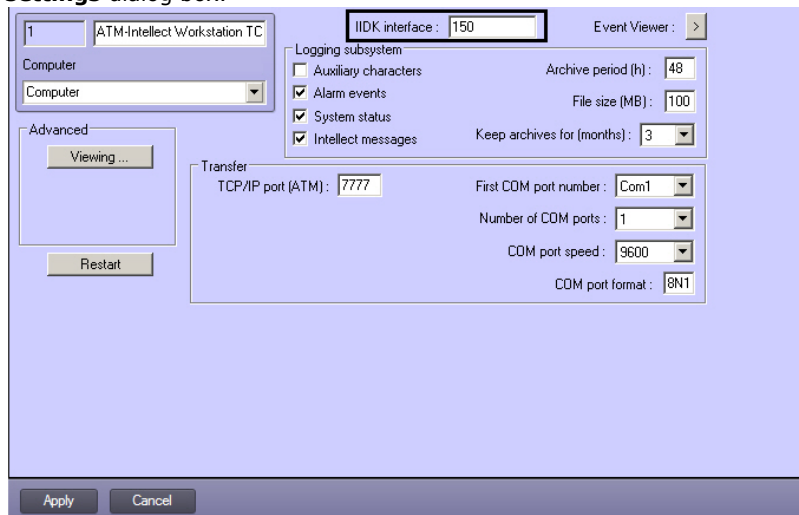 Settings dialog box.
1
ATM-Intellect Workstation TC
IIDK interface : 150
Event Viewer : >
Computer
Computer
Logging subsystem
Auxiliary characters
Archive period (h) : 48
Alarm events
File size (MB) : 100
System status
Intellect messages
Keep archives for (months) : 3
Advanced
Viewing ...
Restart
Transfer
TCP/IP port (ATM) : 7777
First COM port number : Com1
Number of COM ports : 1
COM port speed : 9600
COM port format : 8N1
Apply
Cancel